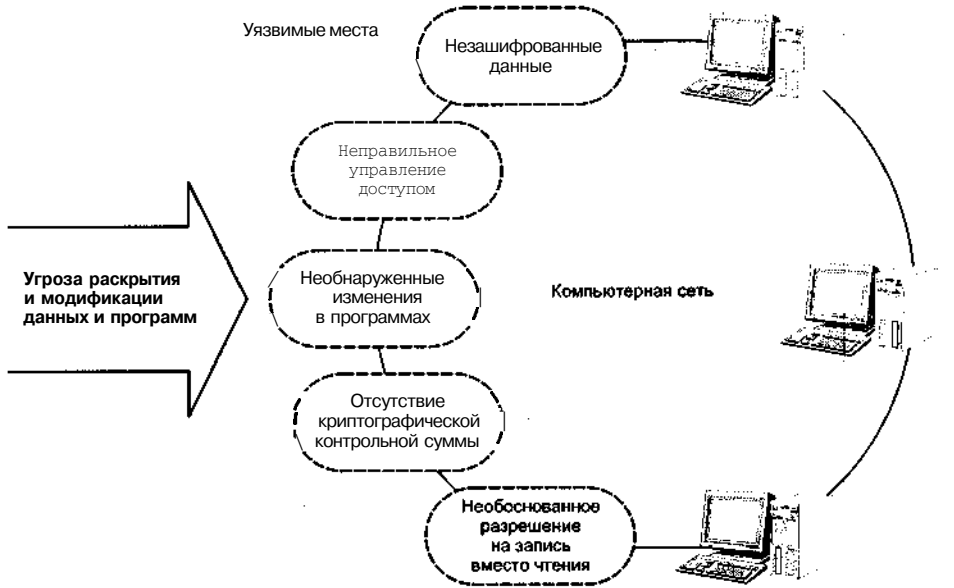 Уязвимые места
Незашифрованные
данные
Неправильное
управление
доступом
Угроза раскрытия
и модификации
данных и программ
Необнаруженные
изменения
в программах
Компьютерная сеть
Отсутствие
криптографической
контрольной суммы
Необоснованное
разрешение
на запись
вместо чтения